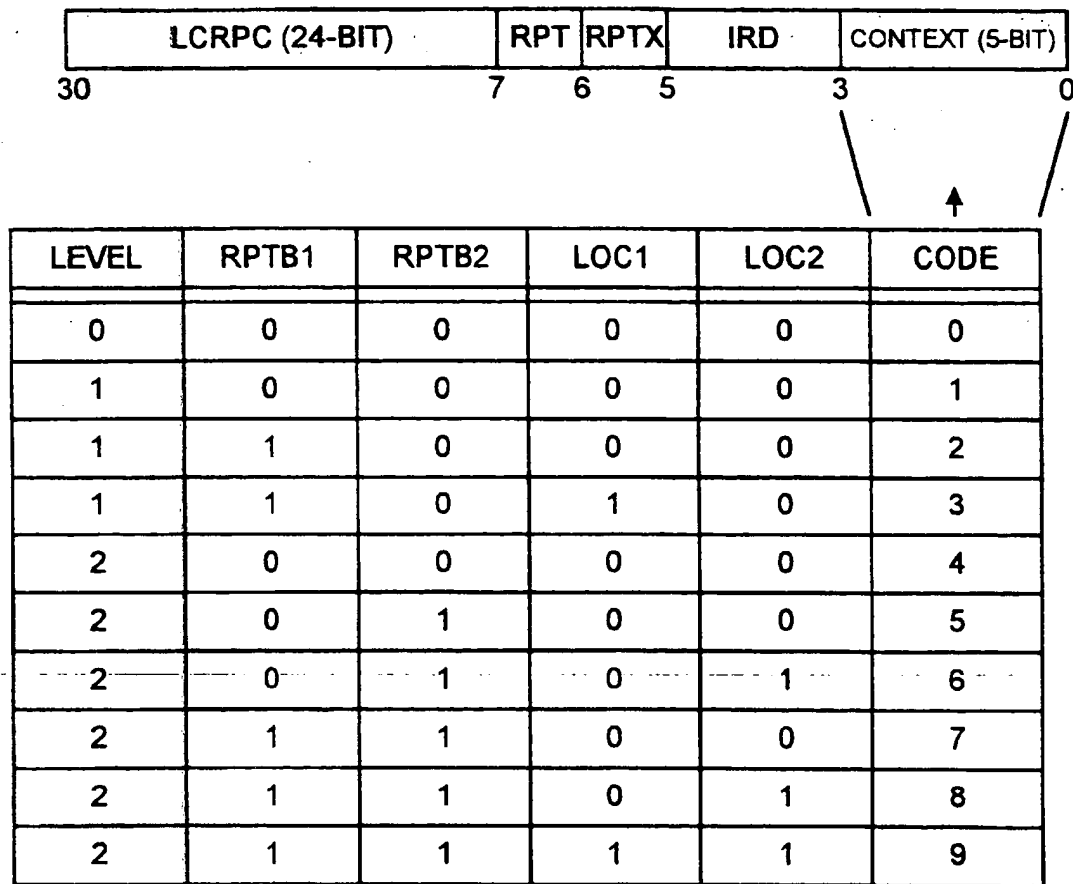 LCRPC (24-BIT) RPT RPTX IRD CONTEXT (5-BIT)
30 7 6 5 3 0
LEVEL RPTB1 RPTB2 LOC1 LOC2 CODE
0 0 0 0 0 0
1 0 0 0 0 1
1 1 0 0 0 2
1 1 0 1 0 3
2 0 0 0 0 4
2 0 1 0 0 5
2 0 1 0 1 6
2 1 1 0 0 7
2 1 1 0 1 8
2 1 1 1 1 9